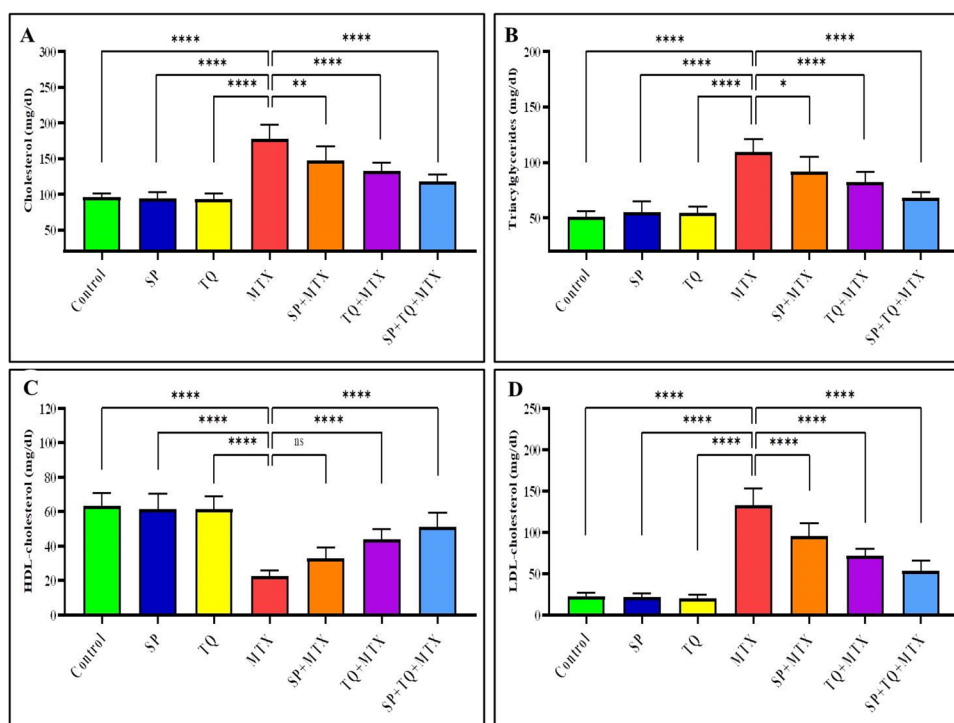 A
Cholesterol (mg/dl)
300
250
200
150
100
50
**** ****
**** ****
**** **
Control
SP
TQ
MTX
SP+MTX
TQ+MTX
SP+TQ+MTX
B
Triacylglycerides (mg/dl)
200
150
100
50
**** ****
**** ****
**** *
Control
SP
TQ
MTX
SP+MTX
TQ+MTX
SP+TQ+MTX
C
HDL-cholesterol (mg/dl)
120
100
80
60
40
20
0
**** ****
**** ****
**** ns
Control
SP
TQ
MTX
SP+MTX
TQ+MTX
SP+TQ+MTX
D
LDL-cholesterol (mg/dl)
250
200
150
100
50
0
**** ****
**** ****
**** ****
Control
SP
TQ
MTX
SP+MTX
TQ+MTX
SP+TQ+MTX